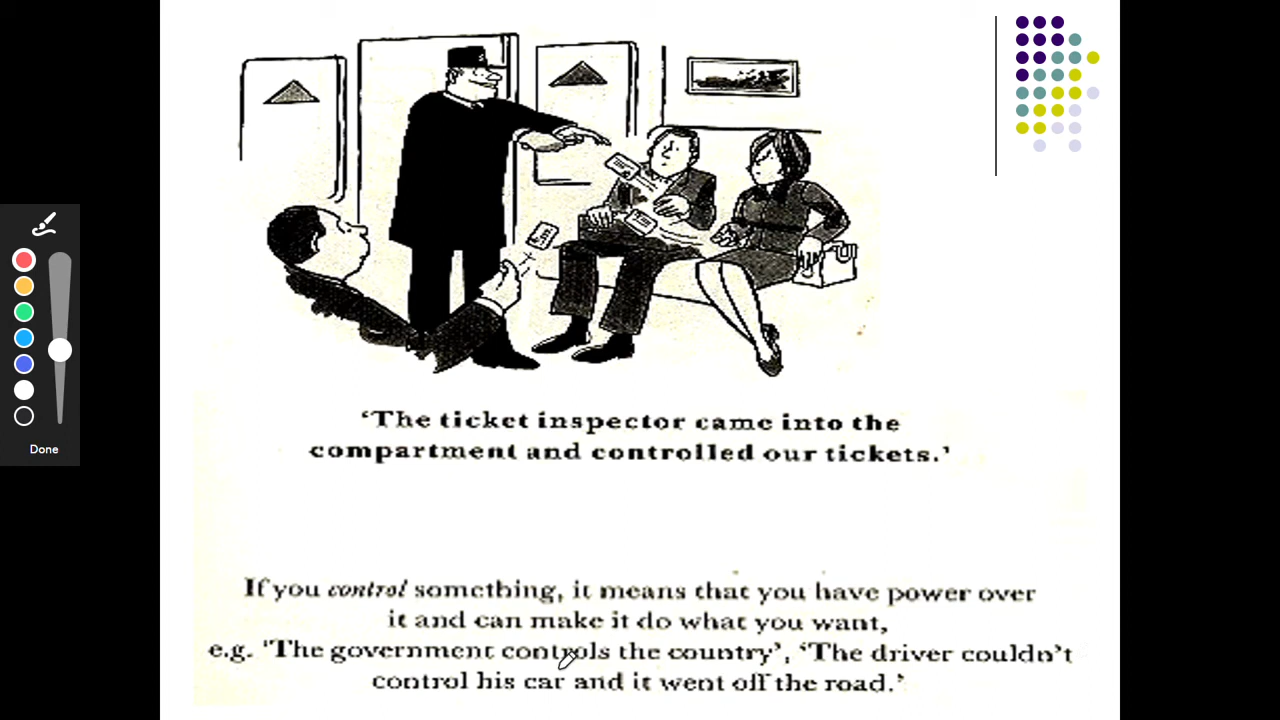 ‘The ticket inspector came into the
compartment and controlled our tickets.’
If you control something, it means that you have power over
it and can make it do what you want,
e.g. ‘The government controls the country’, ‘The driver couldn’t
control his car and it went off the road.’
Done